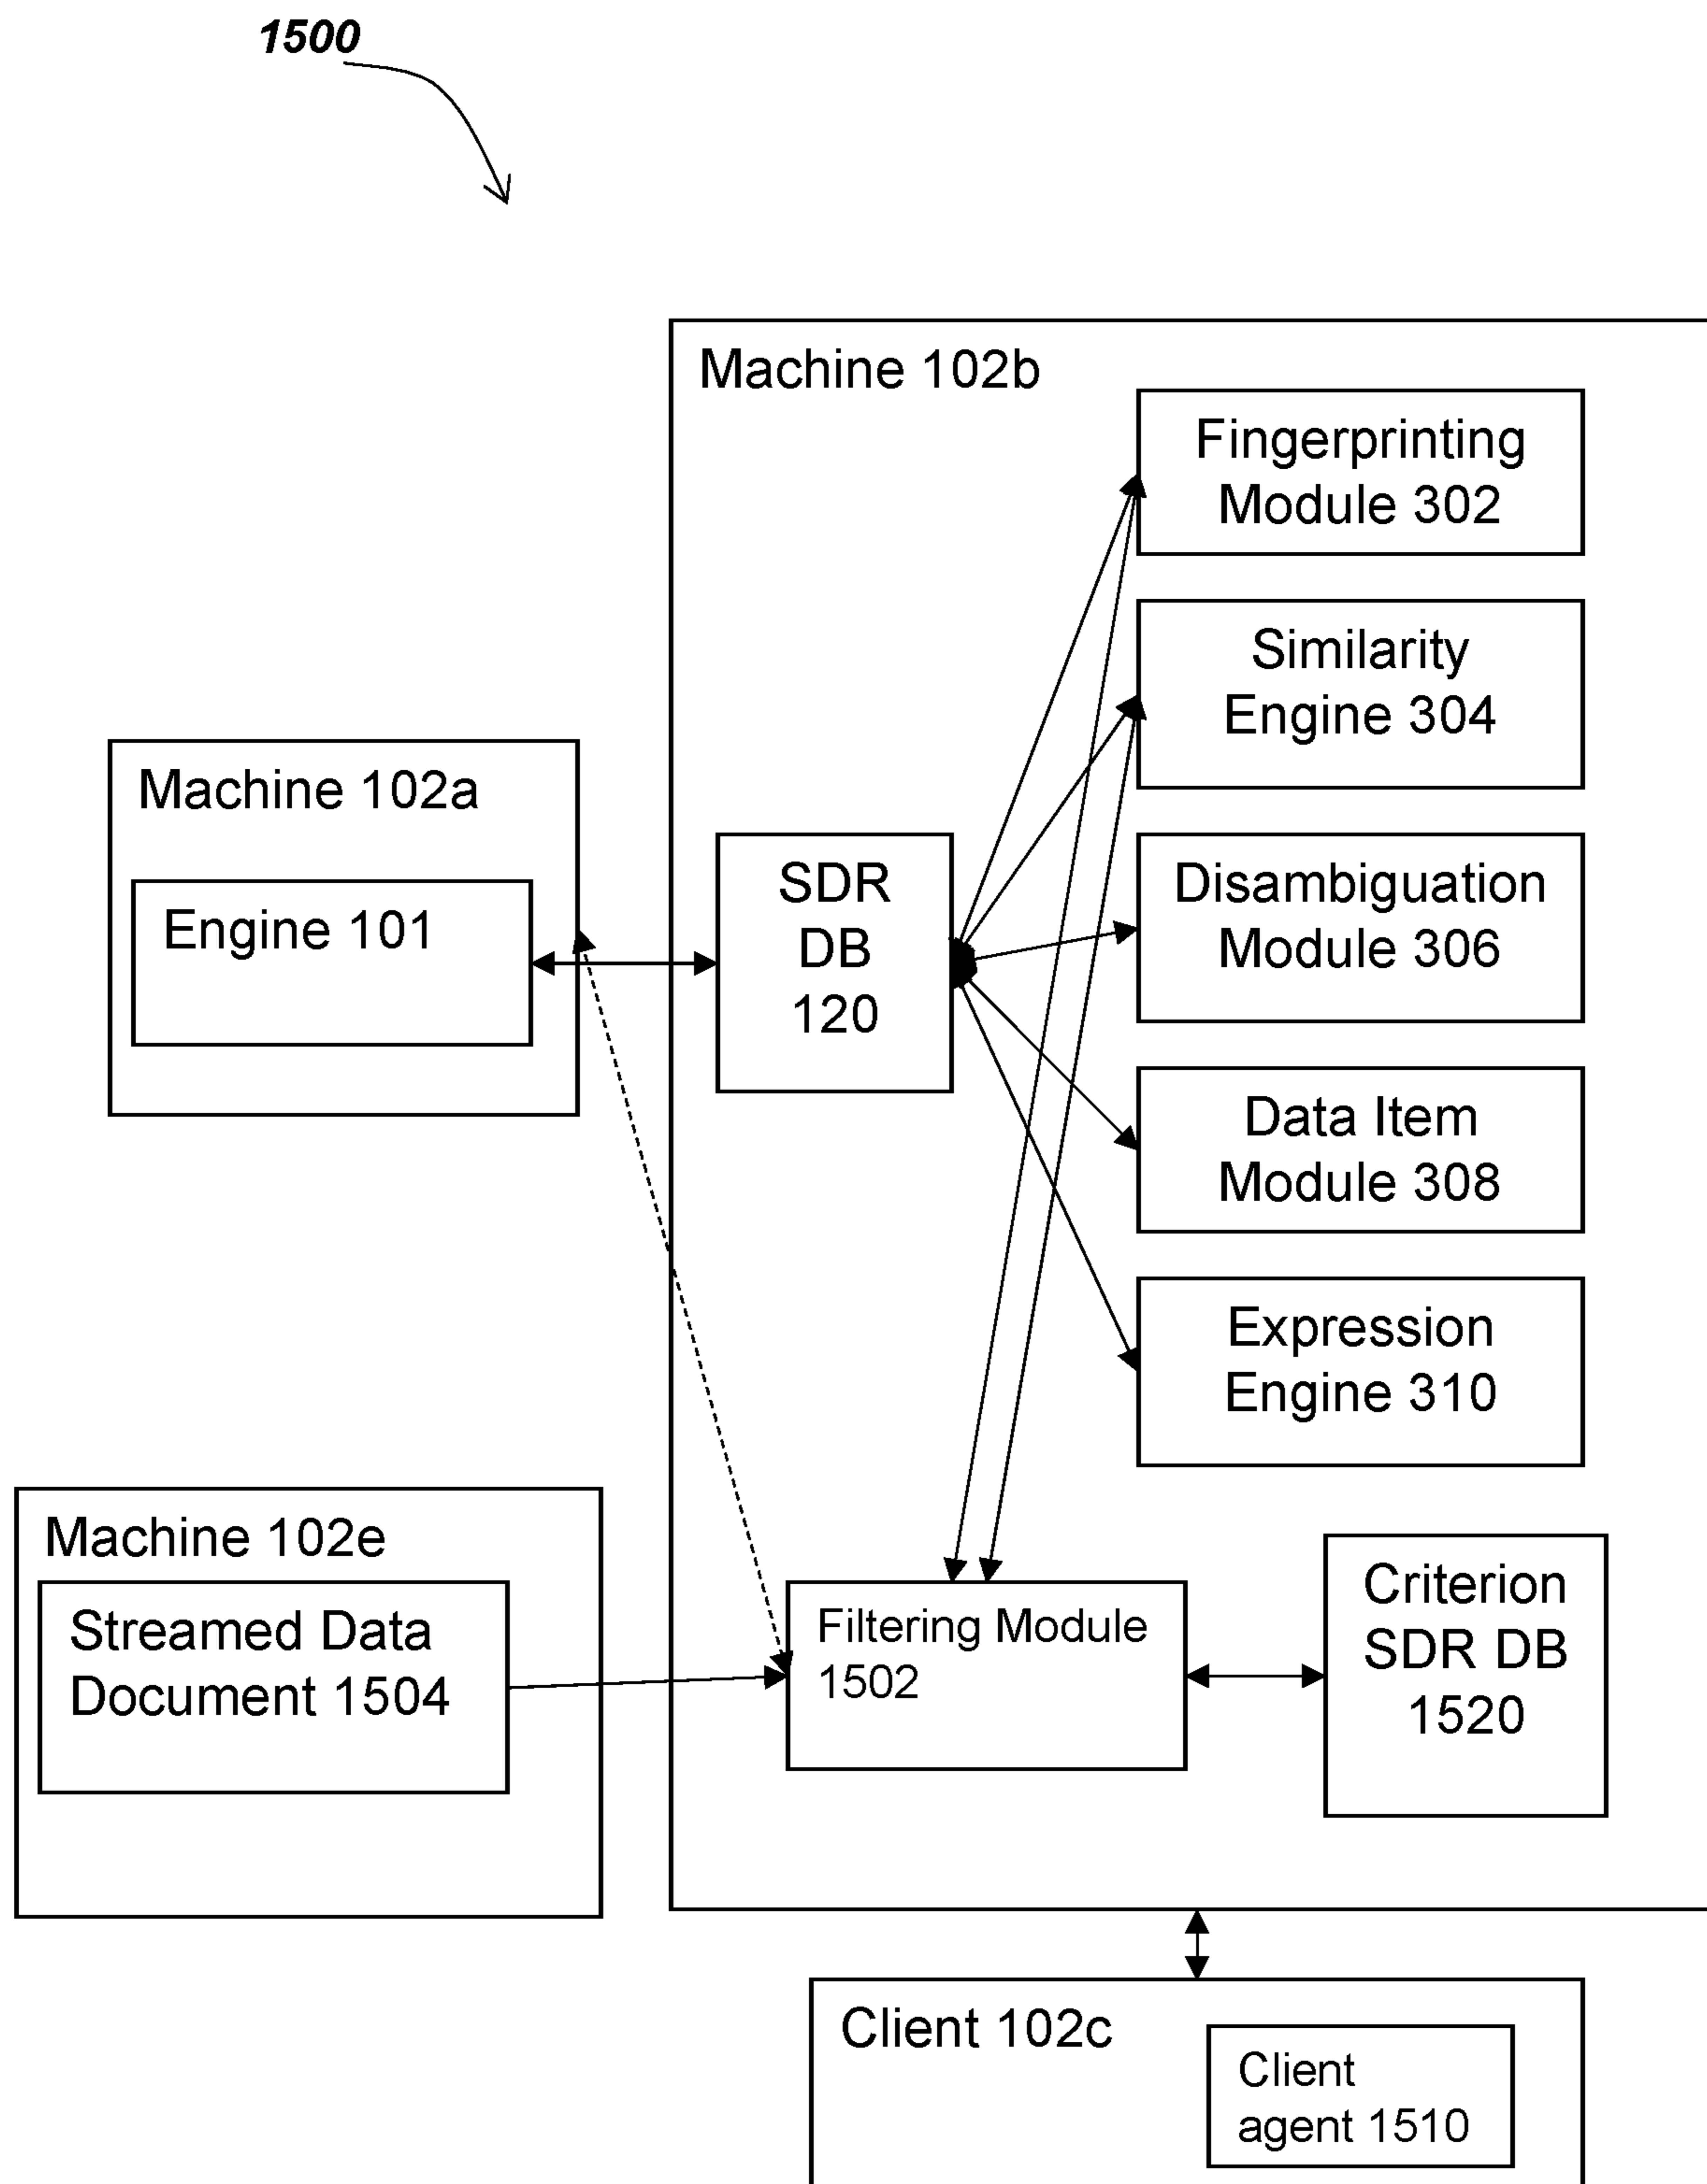 1500
Machine 102b
Fingerprinting
Module 302
Similarity
Engine 304
Machine 102a
Engine 101
SDR
DB
120
Disambiguation
Module 306
Data Item
Module 308
Expression
Engine 310
Machine 102e
Streamed Data
Document 1504
Filtering Module
1502
Criterion
SDR DB
1520
Client 102c
Client
agent 1510